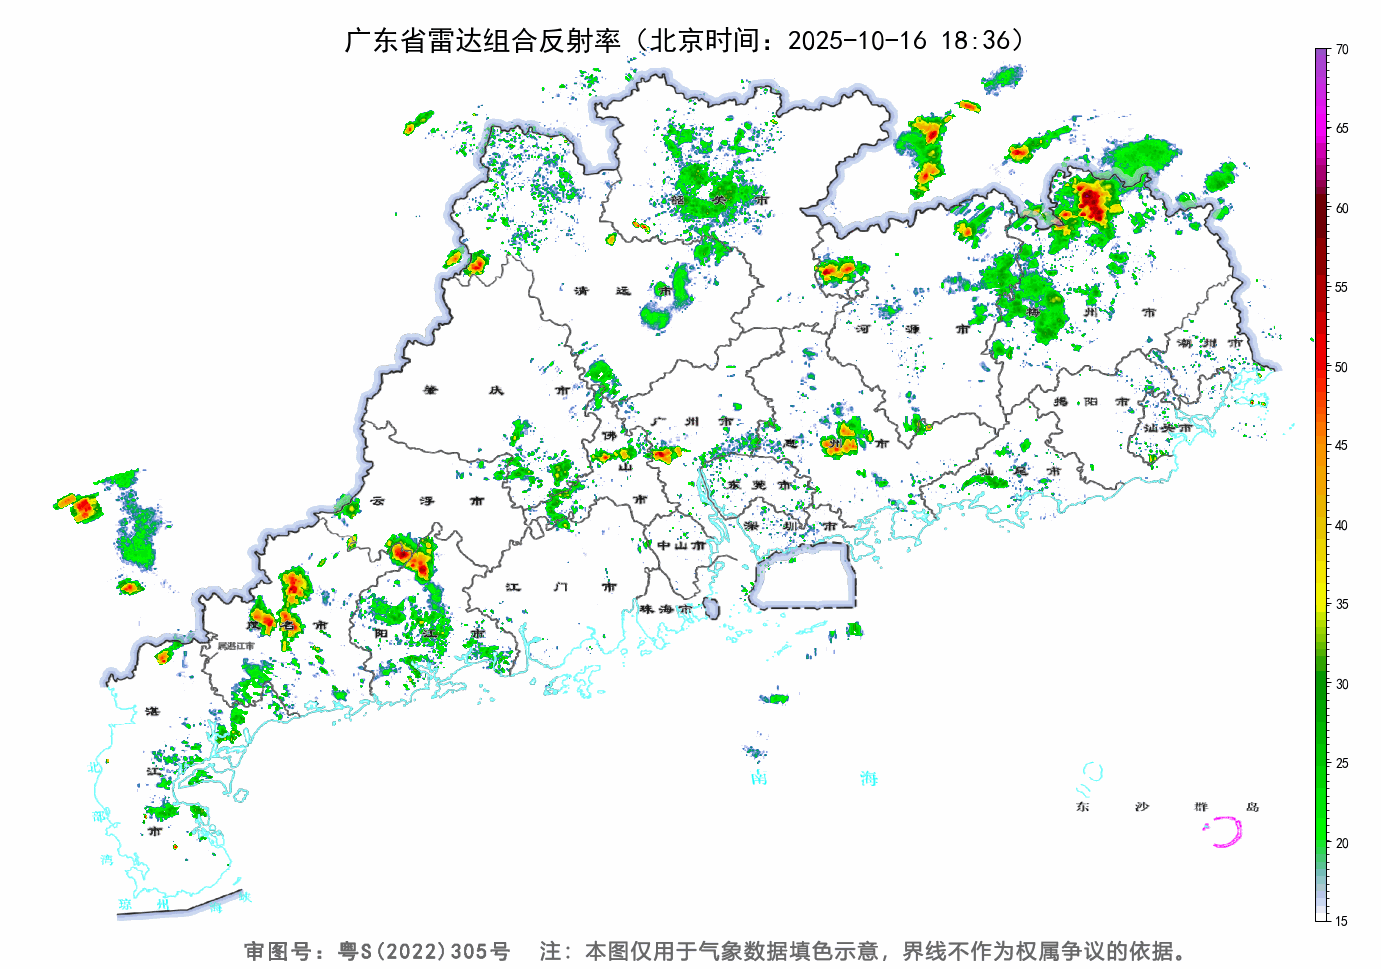 广东省雷达组合反射率（北京时间：2025-10-16 18:36）
70
65
60
55
50
45
40
35
30
25
20
15
韶关市
清远市
河源市
梅州市
潮州市
肇庆市
广州市
惠州市
揭阳市
汕头市
佛山市
云浮市
东莞市
汕尾市
深圳市
中山市
江门市
珠海市
茂名市
阳江市
属湛江市
湛江市
北部湾
琼州海峡
南海
东沙群岛
审图号：粤S(2022)305号 注：本图仅用于气象数据填色示意，界线不作为权属争议的依据。